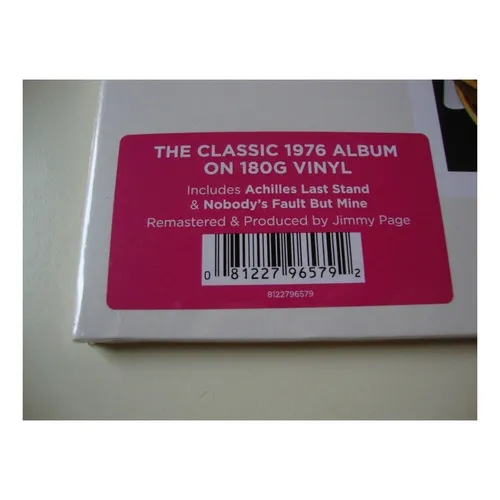 THE CLASSIC 1976 ALBUM
ON 180G VINYL
Includes Achilles Last Stand
& Nobody's Fault But Mine
Remastered & Produced by Jimmy Page
0 81227 96579 2
8122796579